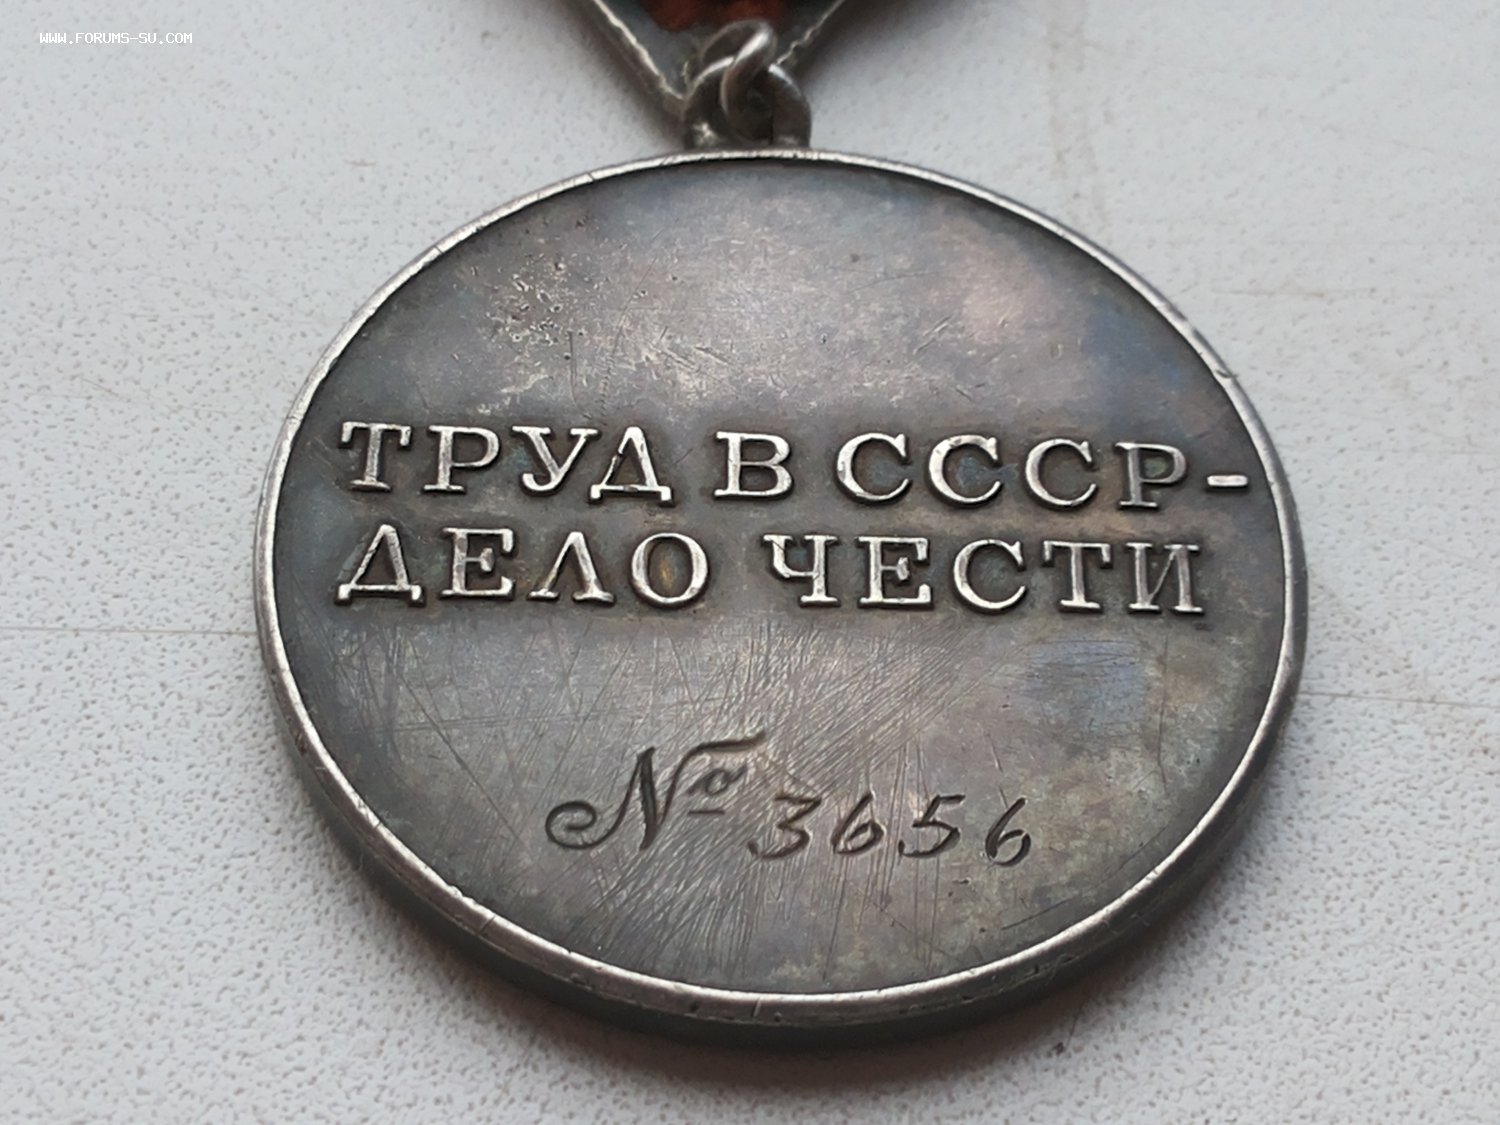 WWW.FORUMS-SU.COM
ТРУД В СССР-
ДЕЛО ЧЕСТИ
№ 3656